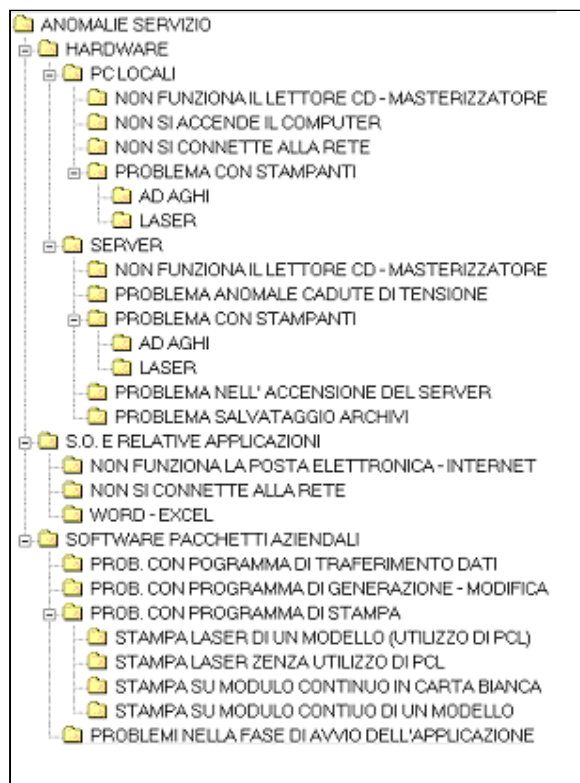 ANOMALIE SERVIZIO
HARDWARE
PC LOCALI
NON FUNZIONA IL LETTORE CD - MASTERIZZATORE
NON SI ACCENDE IL COMPUTER
NON SI CONNETTE ALLA RETE
PROBLEMA CON STAMPANTI
AD AGHI
LASER
SERVER
NON FUNZIONA IL LETTORE CD - MASTERIZZATORE
PROBLEMA ANOMALE CADUTE DI TENSIONE
PROBLEMA CON STAMPANTI
AD AGHI
LASER
PROBLEMA NELL' ACCENSIONE DEL SERVER
PROBLEMA SALVATAGGIO ARCHIVI
S.O. E RELATIVE APPLICAZIONI
NON FUNZIONA LA POSTA ELETTRONICA - INTERNET
NON SI CONNETTE ALLA RETE
WORD - EXCEL
SOFTWARE PACCHETTI AZIENDALI
PROB. CON POGRAMMA DI TRAFERIMENTO DATI
PROB. CON PROGRAMMA DI GENERAZIONE - MODIFICA
PROB. CON PROGRAMMA DI STAMPA
STAMPA LASER DI UN MODELLO (UTILIZZO DI PCL)
STAMPA LASER ZENZA UTILIZZO DI PCL
STAMPA SU MODULO CONTINUO IN CARTA BIANCA
STAMPA SU MODULO CONTIUO DI UN MODELLO
PROBLEMI NELLA FASE DI AVVIO DELL'APPLICAZIONE